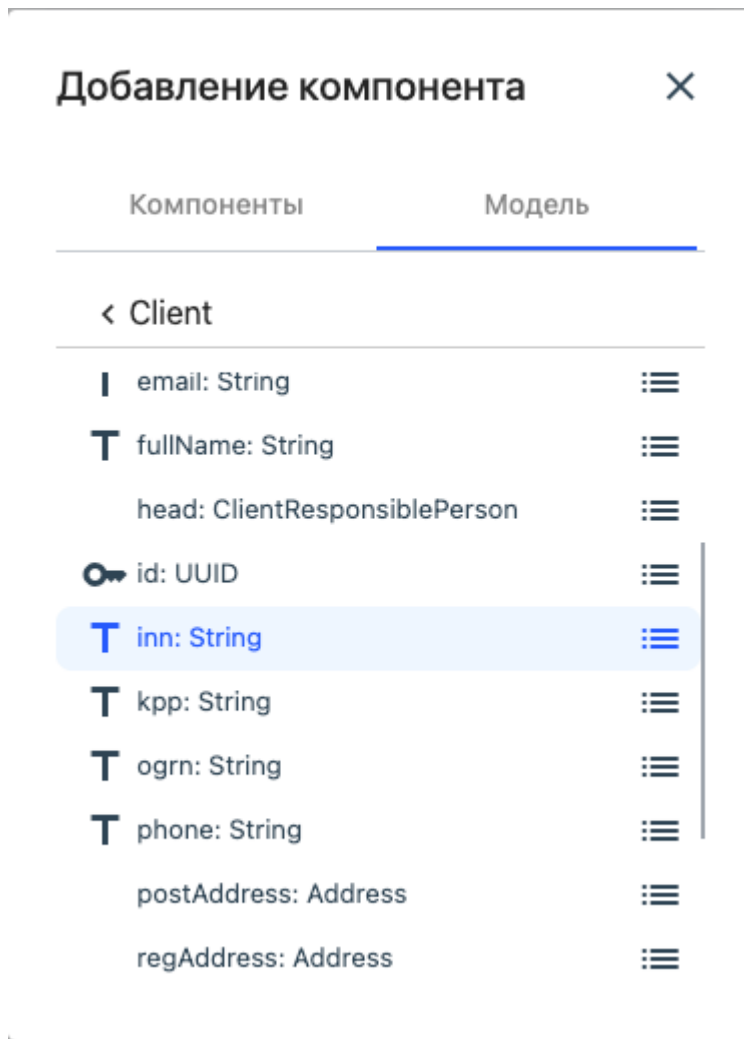 Добавление компонента
Компоненты Модель
Client
email: String
fullName: String
head: ClientResponsiblePerson
id: UUID
inn: String
kpp: String
ogrn: String
phone: String
postAddress: Address
regAddress: Address